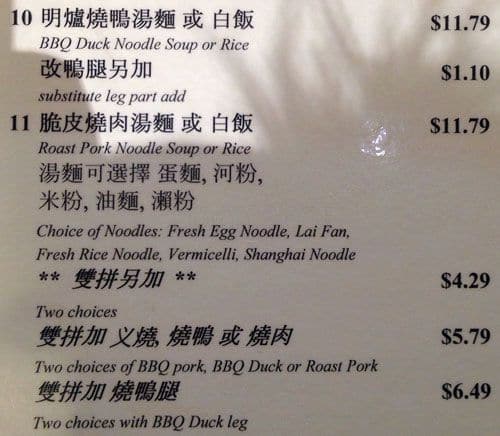 10 明爐燒鴨湯麵 或 白飯 $11.79
BBQ Duck Noodle Soup or Rice
改鴨腿另加 $1.10
substitute leg part add
11 脆皮燒肉湯麵 或 白飯 $11.79
Roast Pork Noodle Soup or Rice
湯麵可選擇 蛋麵, 河粉,
米粉, 油麵, 瀨粉
Choice of Noodles: Fresh Egg Noodle, Lai Fan,
Fresh Rice Noodle, Vermicelli, Shanghai Noodle
** 雙拼另加 ** $4.29
Two choices
雙拼加 义燒, 燒鴨 或 燒肉 $5.79
Two choices of BBQ pork, BBQ Duck or Roast Pork
雙拼加 燒鴨腿 $6.49
Two choices with BBQ Duck leg